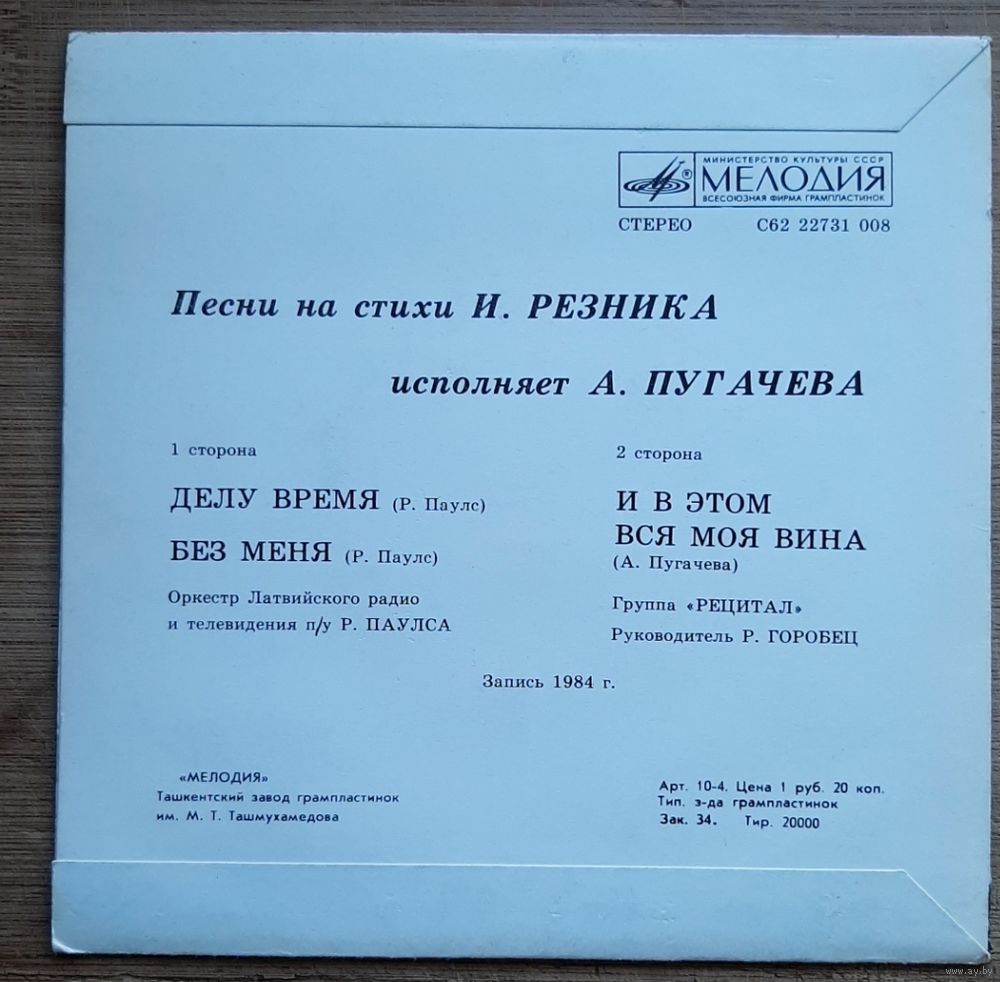 МИНИСТЕРСТВО КУЛЬТУРЫ СССР
МЕЛОДИЯ
ВСЕСОЮЗНАЯ ФИРМА ГРАМПЛАСТИНОК
СТЕРЕО С62 22731 008
Песни на стихи И. РЕЗНИКА
исполняет А. ПУГАЧЕВА
1 сторона
ДЕЛУ ВРЕМЯ (Р. Паулс)
БЕЗ МЕНЯ (Р. Паулс)
Оркестр Латвийского радио
и телевидения п/у Р. ПАУЛСА
2 сторона
И В ЭТОМ
ВСЯ МОЯ ВИНА
(А. Пугачева)
Группа «РЕЦИТАЛ»
Руководитель Р. ГОРОБЕЦ
Запись 1984 г.
«МЕЛОДИЯ»
Ташкентский завод грампластинок
им. М. Т. Ташмухамедова
Арт. 10-4. Цена 1 руб. 20 коп.
Тип. з-да грампластинок
Зак. 34. Тир. 20000
www.ay.by